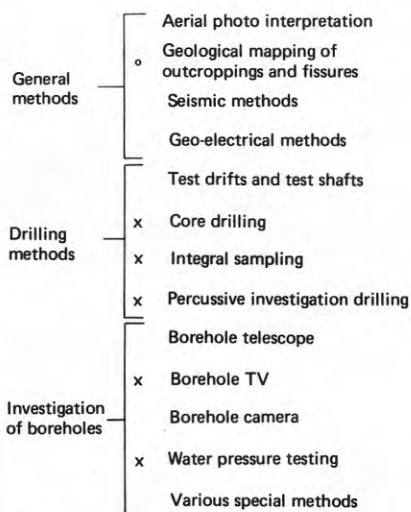 General
methods
Aerial photo interpretation
o Geological mapping of
outcroppings and fissures
Seismic methods
Geo-electrical methods
Drilling
methods
Test drifts and test shafts
x Core drilling
x Integral sampling
x Percussive investigation drilling
Investigation
of boreholes
Borehole telescope
x Borehole TV
Borehole camera
x Water pressure testing
Various special methods